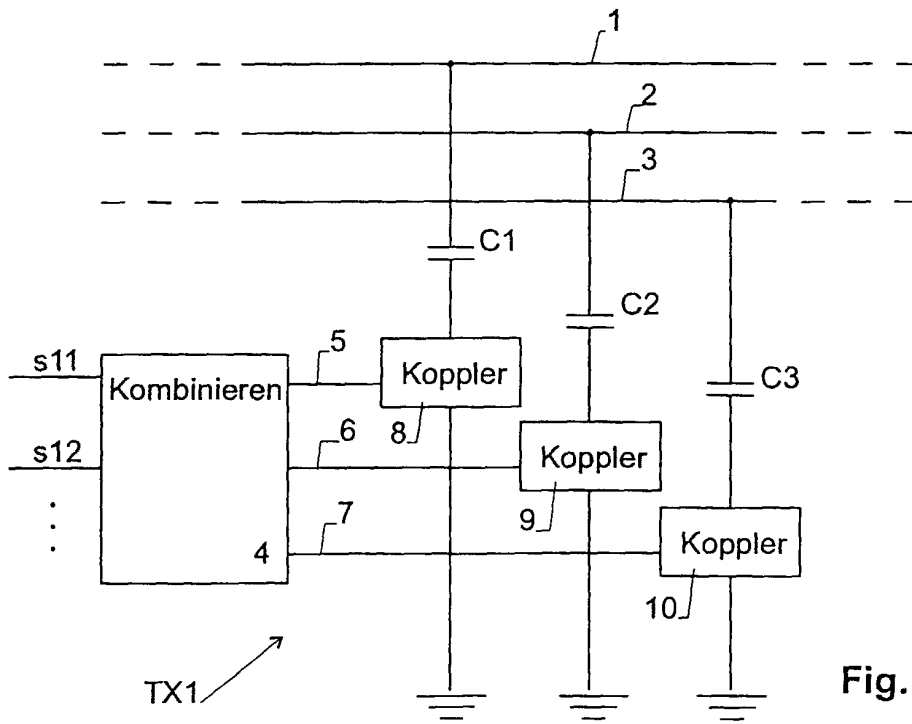 1
2
3
C1
C2
C3
s11
Kombinieren
5
Koppler
8
s12
6
Koppler
9
7
4
Koppler
10
TX1
Fig.